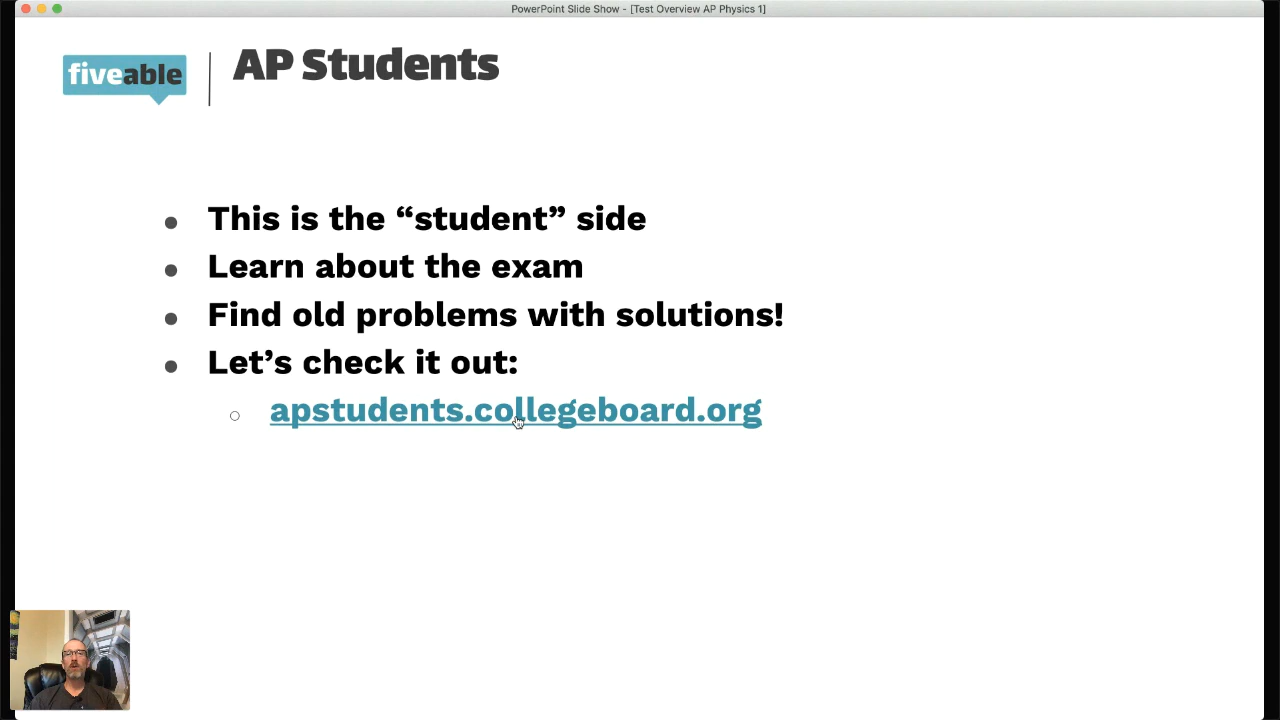 PowerPoint Slide Show - [Test Overview AP Physics 1]
fiveable
AP Students
This is the “student” side
Learn about the exam
Find old problems with solutions!
Let’s check it out:
apstudents.collegeboard.org